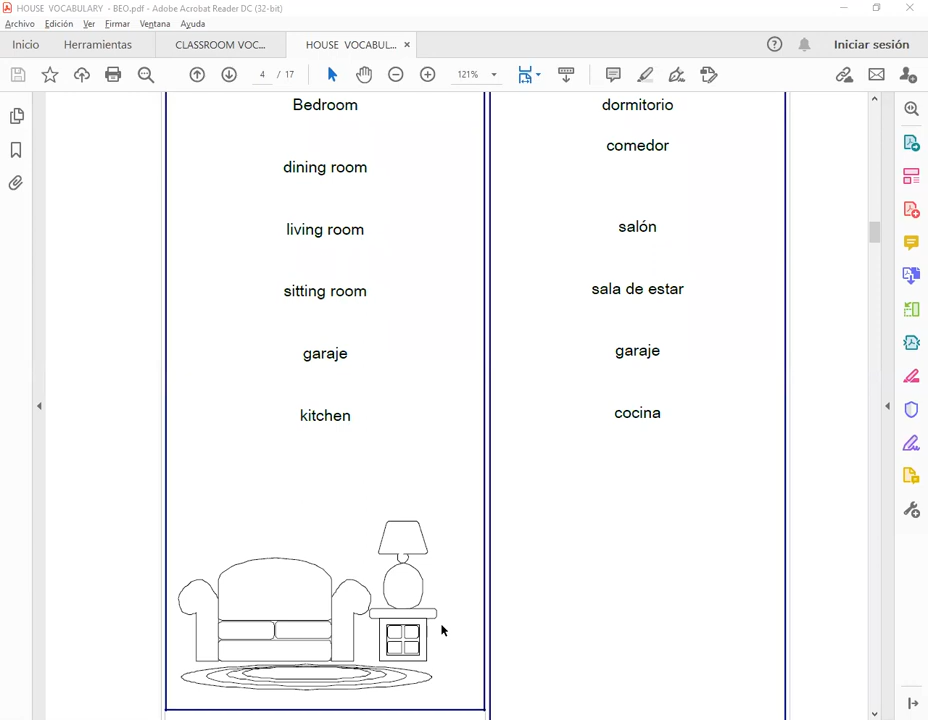 HOUSE VOCABULARY - BEO.pdf - Adobe Acrobat Reader DC (32-bit)
Archivo Edición Ver Firmar Ventana Ayuda
Inicio Herramientas CLASSROOM VOC... HOUSE VOCABUL... × Iniciar sesión
4 / 17 121%
Bedroom dormitorio
comedor
dining room
living room salón
sitting room sala de estar
garaje garaje
kitchen cocina